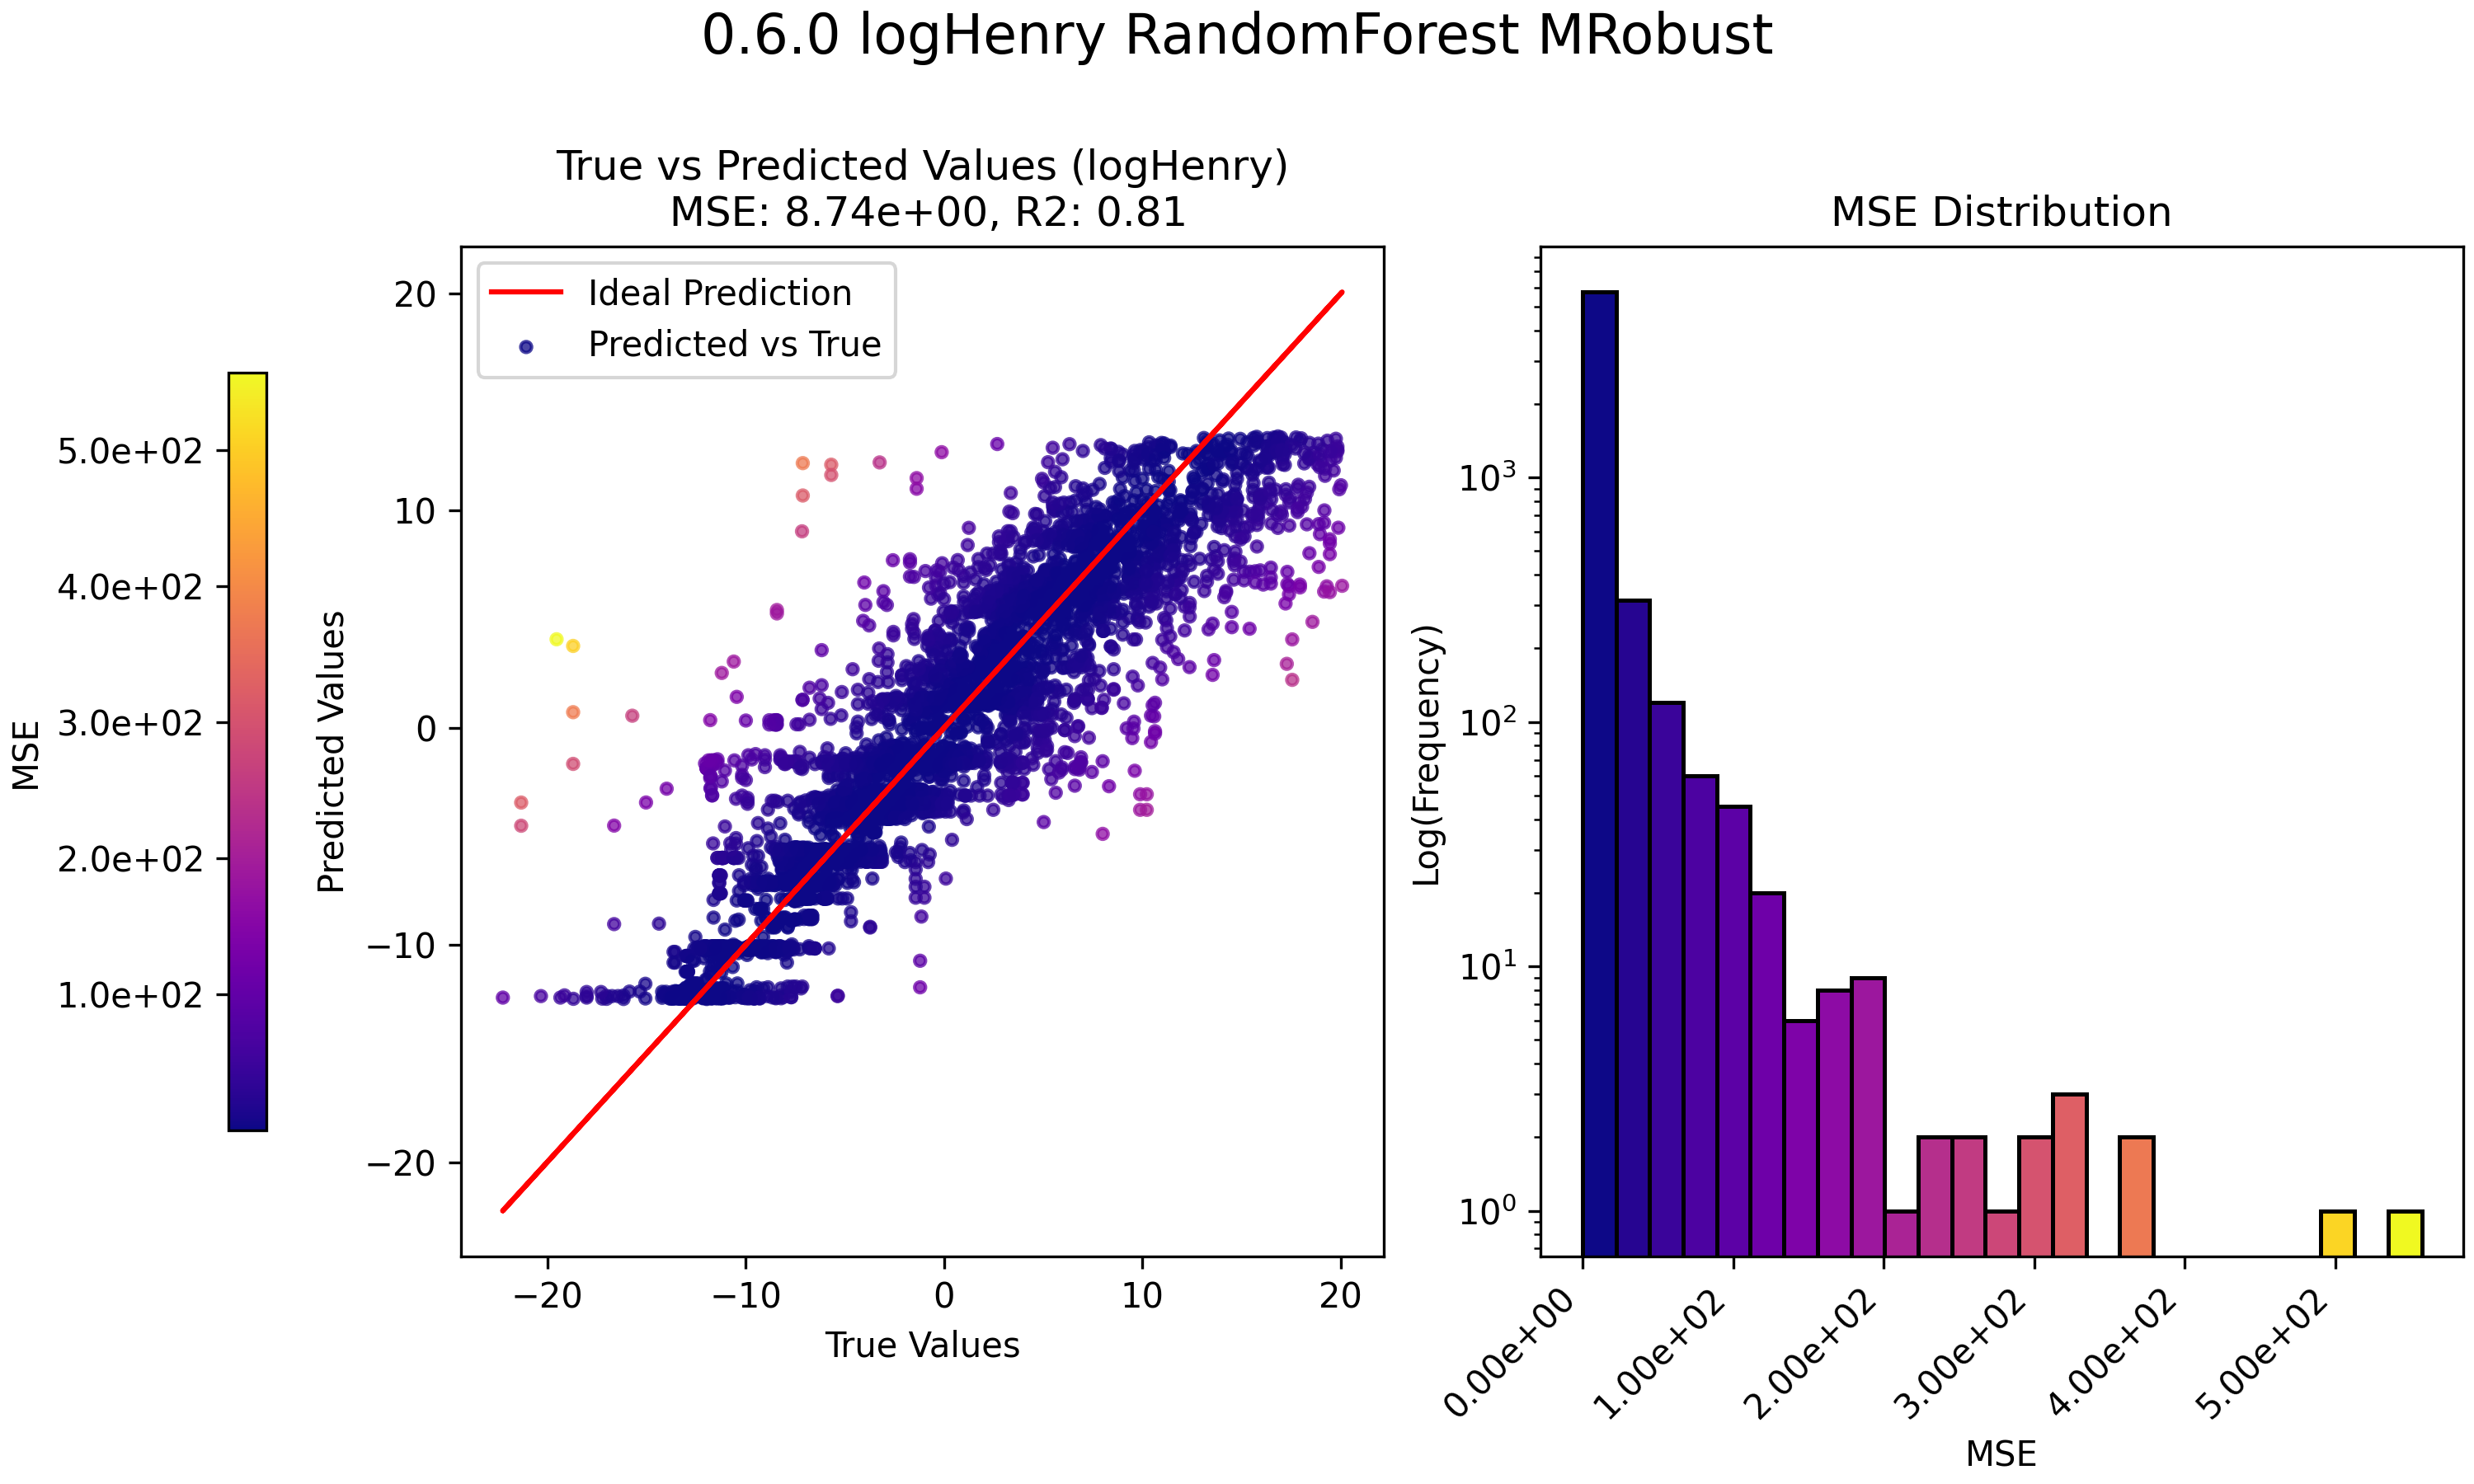 0.6.0 logHenry RandomForest MRobust
True vs Predicted Values (logHenry)
MSE: 8.74e+00, R2: 0.81
MSE Distribution
Ideal Prediction
Predicted vs True
MSE
5.0e+02
4.0e+02
3.0e+02
2.0e+02
1.0e+02
Predicted Values
20
10
0
−10
−20
−20
−10
0
10
20
True Values
Log(Frequency)
10³
10²
10¹
10⁰
0.00e+00
1.00e+02
2.00e+02
3.00e+02
4.00e+02
5.00e+02
MSE